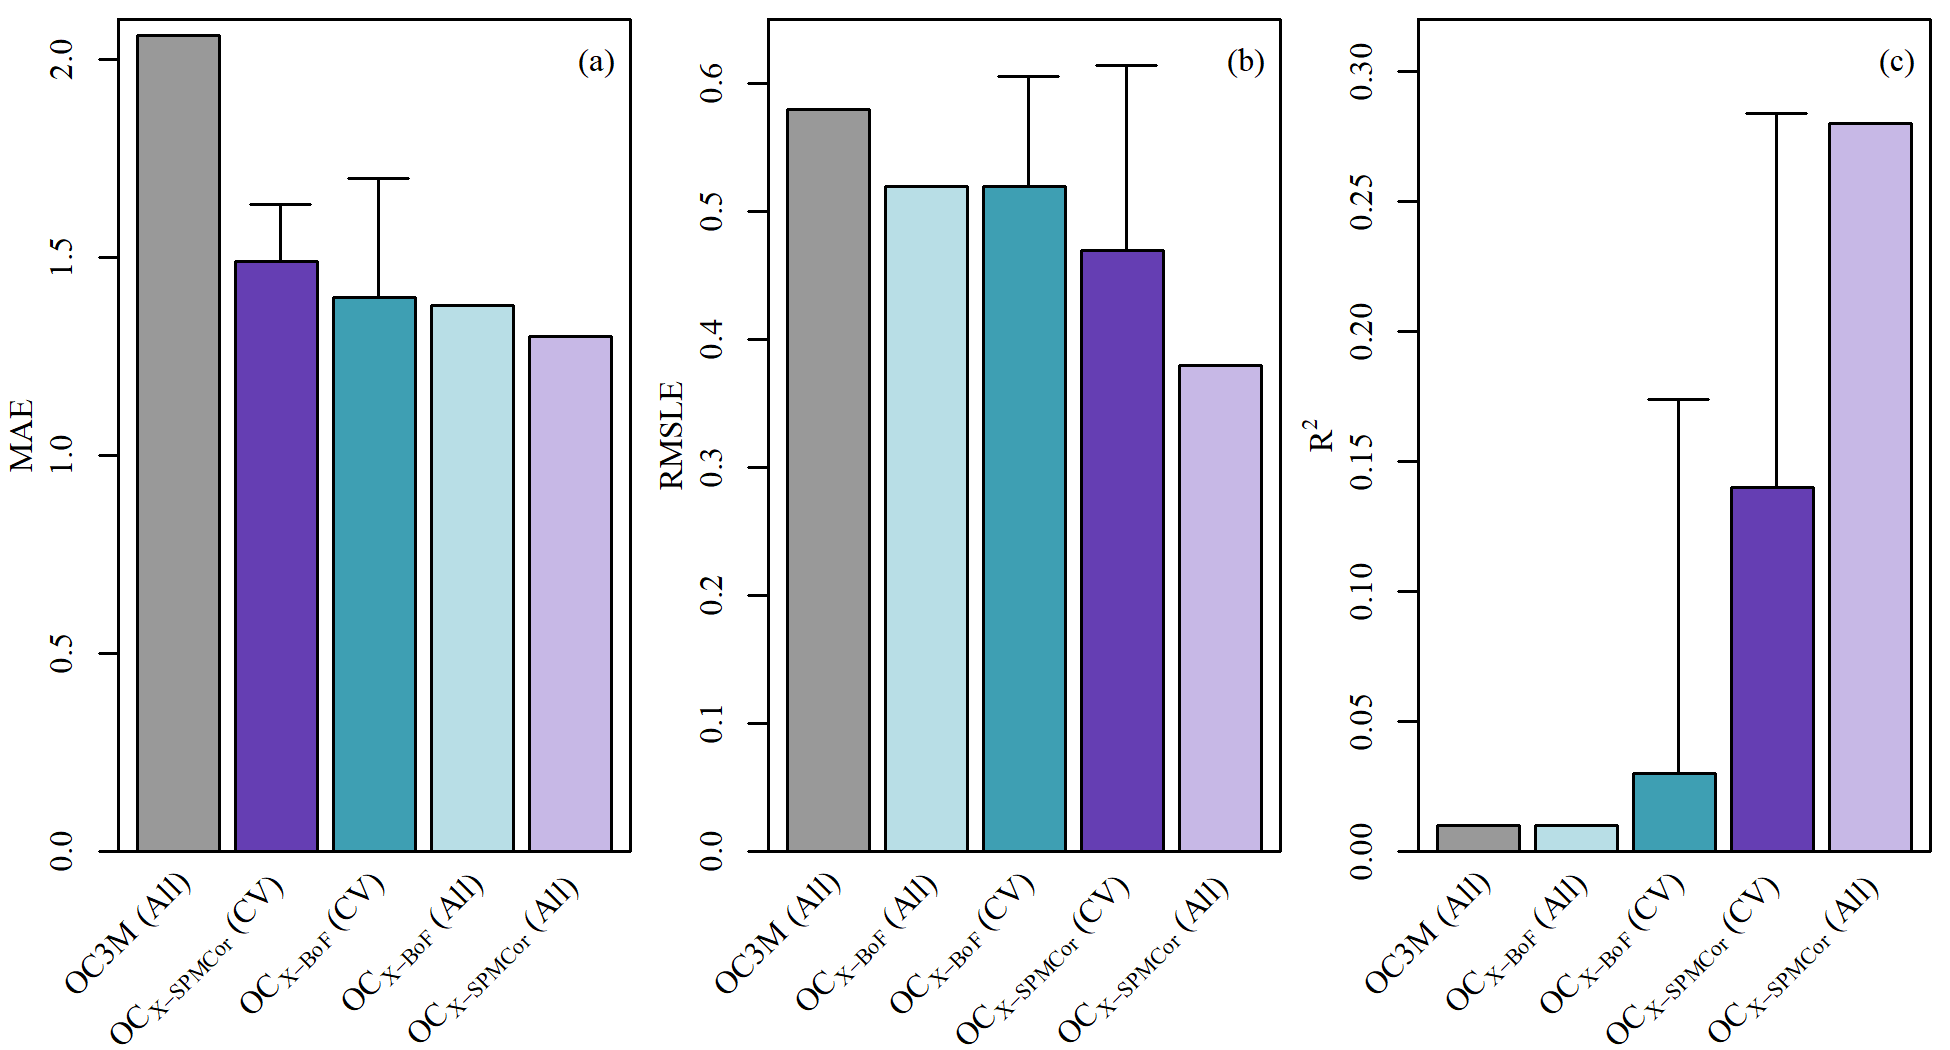 (a)
MAE
2.0
1.5
1.0
0.5
0.0
OC3M (All)
OCX−SPMCor (CV)
OCX−BoF (CV)
OCX−BoF (All)
OCX−SPMCor (All)
(b)
RMSLE
0.6
0.5
0.4
0.3
0.2
0.1
0.0
OC3M (All)
OCX−BoF (All)
OCX−BoF (CV)
OCX−SPMCor (CV)
OCX−SPMCor (All)
(c)
R²
0.30
0.25
0.20
0.15
0.10
0.05
0.00
OC3M (All)
OCX−BoF (All)
OCX−BoF (CV)
OCX−SPMCor (CV)
OCX−SPMCor (All)